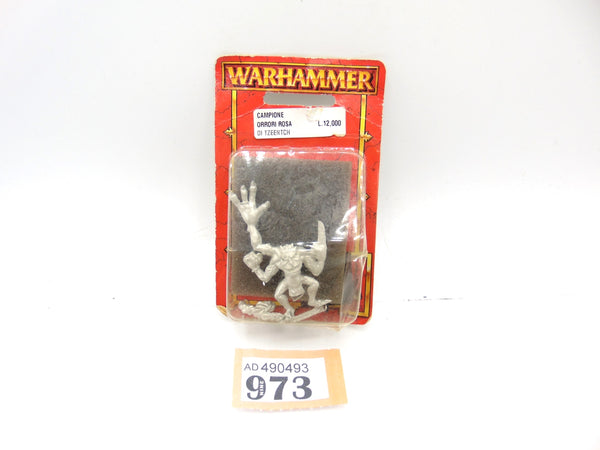 WARHAMMER
CAMPIONE
ORRORI ROSA L.12,000
DI TZEENTCH
AD 490493
973